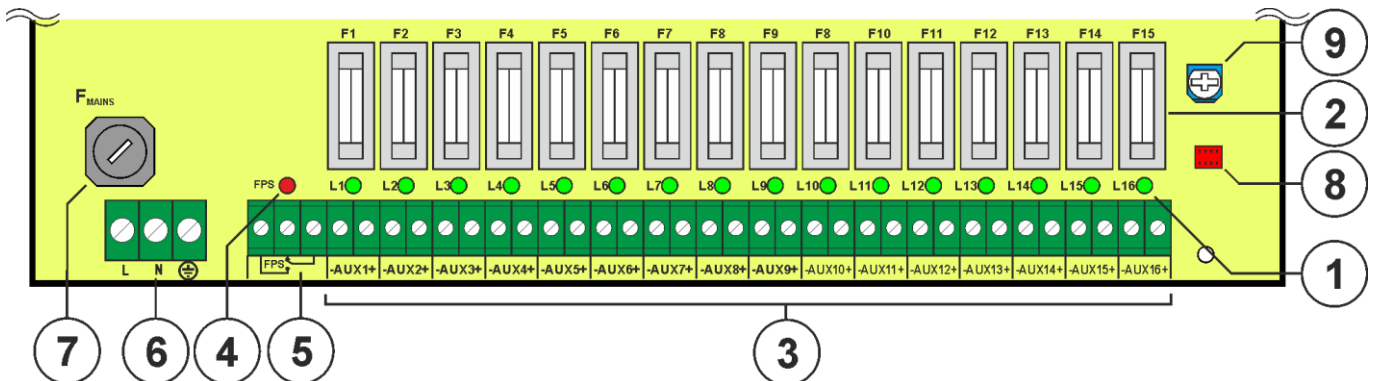 F1 F2 F3 F4 F5 F6 F7 F8 F9 F8 F10 F11 F12 F13 F14 F15
9
FMAINS
2
FPS L1 L2 L3 L4 L5 L6 L7 L8 L9 L10 L11 L12 L13 L14 L15 L16
8
L N FPS -AUX1+ -AUX2+ -AUX3+ -AUX4+ -AUX5+ -AUX6+ -AUX7+ -AUX8+ -AUX9+ -AUX10+ -AUX11+ -AUX12+ -AUX13+ -AUX14+ -AUX15+ -AUX16+
1
7 6 4 5 3